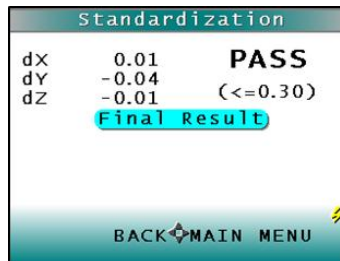 Standardization
dX 0.01 PASS
dY -0.04
dZ -0.01 (<=0.30)
Final Result
BACK MAIN MENU